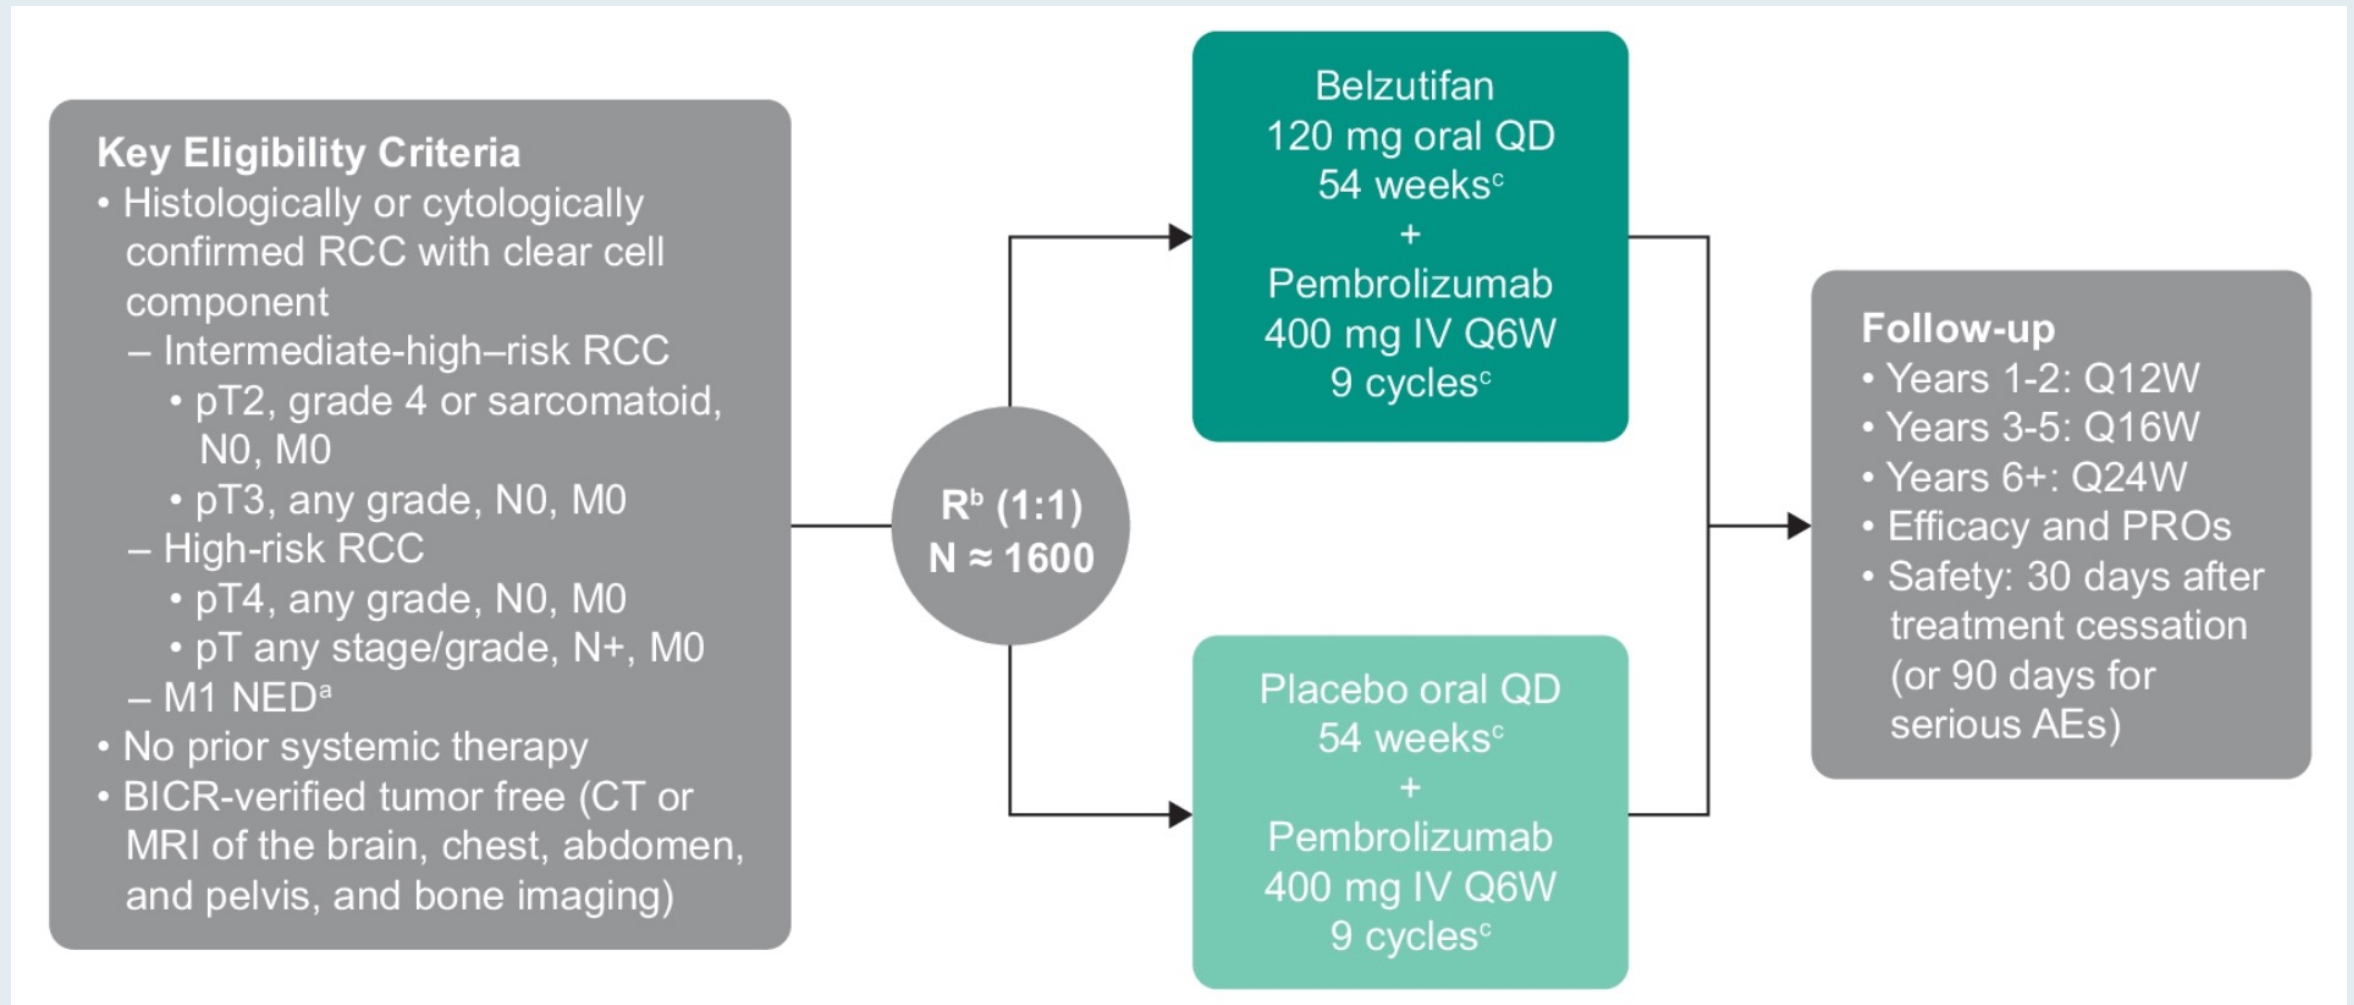 Key Eligibility Criteria
• Histologically or cytologically
confirmed RCC with clear cell
component
– Intermediate-high–risk RCC
• pT2, grade 4 or sarcomatoid,
N0, M0
• pT3, any grade, N0, M0
– High-risk RCC
• pT4, any grade, N0, M0
• pT any stage/grade, N+, M0
– M1 NEDᵃ
• No prior systemic therapy
• BICR-verified tumor free (CT or
MRI of the brain, chest, abdomen,
and pelvis, and bone imaging)
Rᵇ (1:1)
N ≈ 1600
Belzutifan
120 mg oral QD
54 weeksᶜ
+
Pembrolizumab
400 mg IV Q6W
9 cyclesᶜ
Placebo oral QD
54 weeksᶜ
+
Pembrolizumab
400 mg IV Q6W
9 cyclesᶜ
Follow-up
• Years 1-2: Q12W
• Years 3-5: Q16W
• Years 6+: Q24W
• Efficacy and PROs
• Safety: 30 days after
treatment cessation
(or 90 days for
serious AEs)